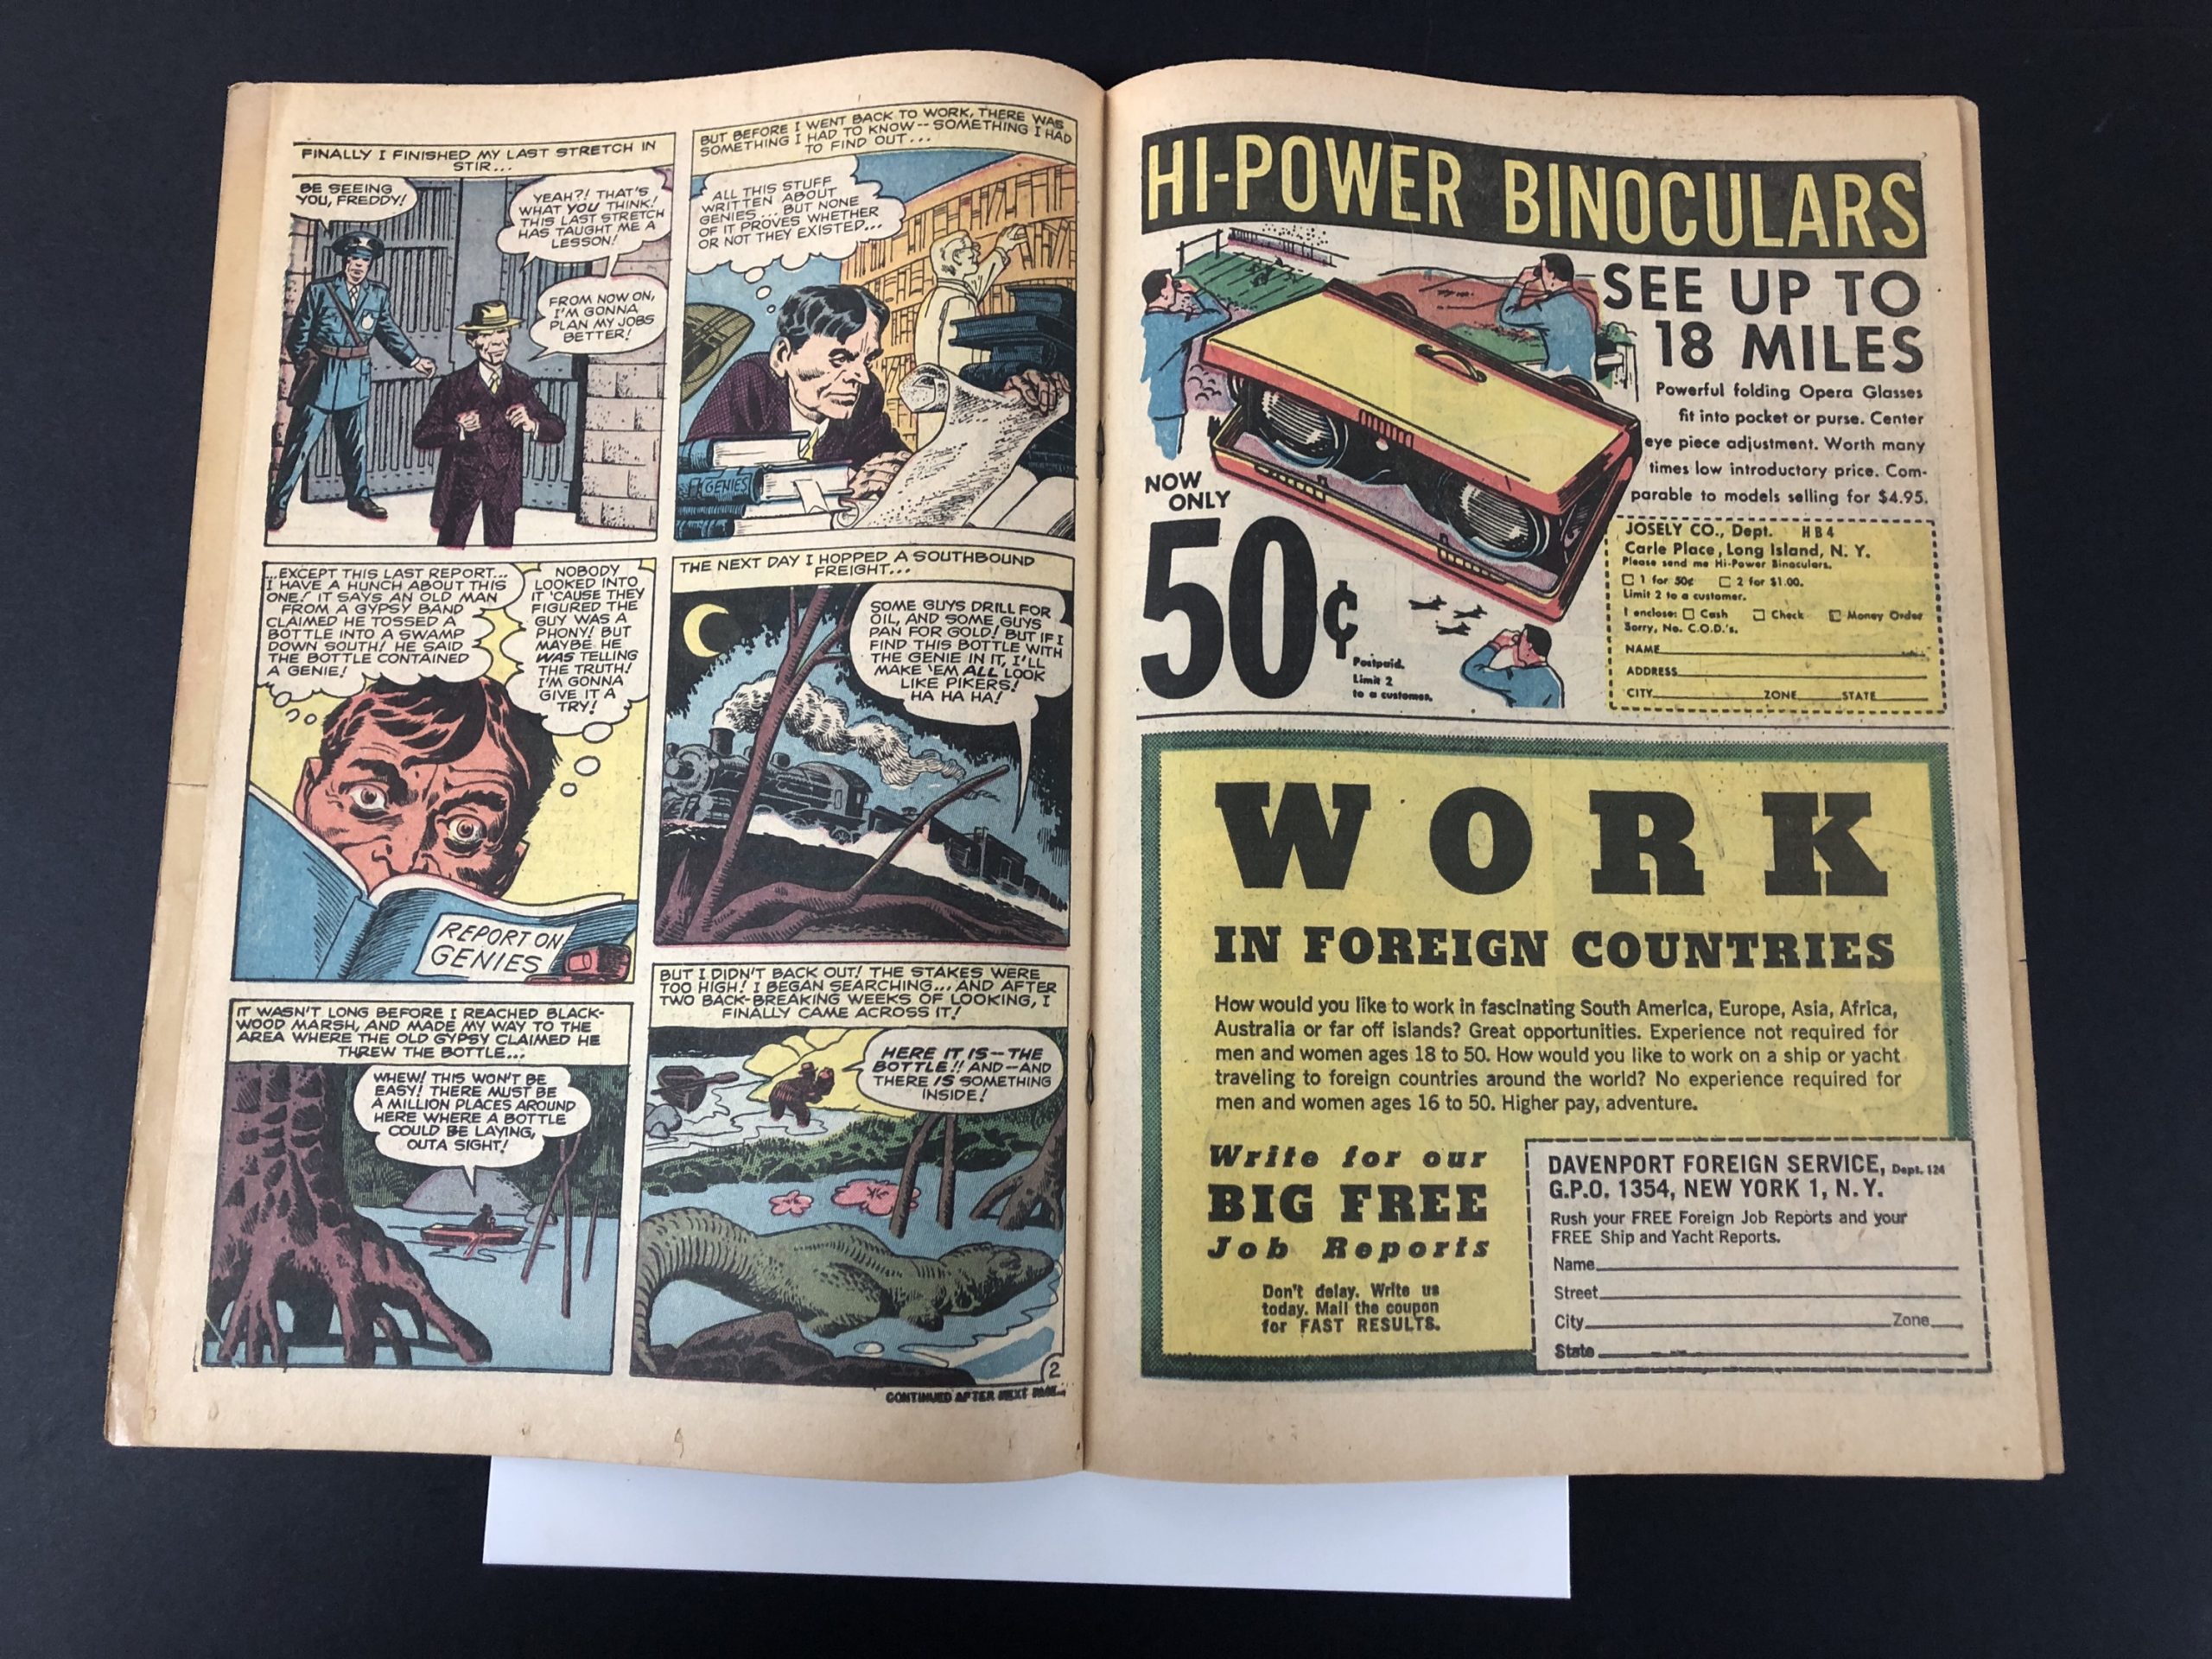 FINALLY I FINISHED MY LAST STRETCH IN
STIR...
BE SEEING
YOU, FREDDY!
YEAH?! THAT'S
WHAT YOU THINK!
THIS LAST STRETCH
HAS TAUGHT ME A
LESSON!
FROM NOW ON,
I'M GONNA
PLAN MY JOBS
BETTER!
BUT BEFORE I WENT BACK TO WORK, THERE WAS
SOMETHING I HAD TO KNOW -- SOMETHING I HAD
TO FIND OUT...
ALL THIS STUFF
WRITTEN ABOUT
GENIES... BUT NONE
OF IT PROVES WHETHER
OR NOT THEY EXISTED...
GENIES
...EXCEPT THIS LAST REPORT...
I HAVE A HUNCH ABOUT THIS
ONE! IT SAYS AN OLD MAN
FROM A GYPSY BAND
CLAIMED HE TOSSED A
BOTTLE INTO A SWAMP
DOWN SOUTH! HE SAID
THE BOTTLE CONTAINED
A GENIE!
NOBODY
LOOKED INTO
IT 'CAUSE THEY
FIGURED THE
GUY WAS A
PHONY! BUT
MAYBE HE
WAS TELLING
THE TRUTH!
I'M GONNA
GIVE IT A
TRY!
REPORT ON
GENIES
THE NEXT DAY I HOPPED A SOUTHBOUND
FREIGHT...
SOME GUYS DRILL FOR
OIL, AND SOME GUYS
PAN FOR GOLD! BUT IF I
FIND THIS BOTTLE WITH
THE GENIE IN IT, I'LL
MAKE 'EM ALL LOOK
LIKE PIKERS!
HA HA HA!
IT WASN'T LONG BEFORE I REACHED BLACK-
WOOD MARSH, AND MADE MY WAY TO THE
AREA WHERE THE OLD GYPSY CLAIMED HE
THREW THE BOTTLE...
WHEW! THIS WON'T BE
EASY! THERE MUST BE
A MILLION PLACES AROUND
HERE WHERE A BOTTLE
COULD BE LAYING,
OUTA SIGHT!
BUT I DIDN'T BACK OUT! THE STAKES WERE
TOO HIGH! I BEGAN SEARCHING... AND AFTER
TWO BACK-BREAKING WEEKS OF LOOKING, I
FINALLY CAME ACROSS IT!
HERE IT IS -- THE
BOTTLE!! AND -- AND
THERE IS SOMETHING
INSIDE!
2
CONTINUED AFTER NEXT PAGE...
HI-POWER BINOCULARS
SEE UP TO
18 MILES
Powerful folding Opera Glasses
fit into pocket or purse. Center
eye piece adjustment. Worth many
times low introductory price. Com-
parable to models selling for $4.95.
NOW
ONLY
50¢
Postpaid.
Limit 2
to a customer.
JOSELY CO., Dept. HB4
Carle Place, Long Island, N. Y.
Please send me Hi-Power Binoculars.
1 for 50¢ 2 for $1.00.
Limit 2 to a customer.
I enclose: Cash Check Money Order
Sorry, No. C.O.D.'s.
NAME
ADDRESS
CITY ZONE STATE
WORK
IN FOREIGN COUNTRIES
How would you like to work in fascinating South America, Europe, Asia, Africa,
Australia or far off islands? Great opportunities. Experience not required for
men and women ages 18 to 50. How would you like to work on a ship or yacht
traveling to foreign countries around the world? No experience required for
men and women ages 16 to 50. Higher pay, adventure.
Write for our
BIG FREE
Job Reports
Don't delay. Write us
today. Mail the coupon
for FAST RESULTS.
DAVENPORT FOREIGN SERVICE, Dept. 124
G.P.O. 1354, NEW YORK 1, N. Y.
Rush your FREE Foreign Job Reports and your
FREE Ship and Yacht Reports.
Name
Street
City Zone
State